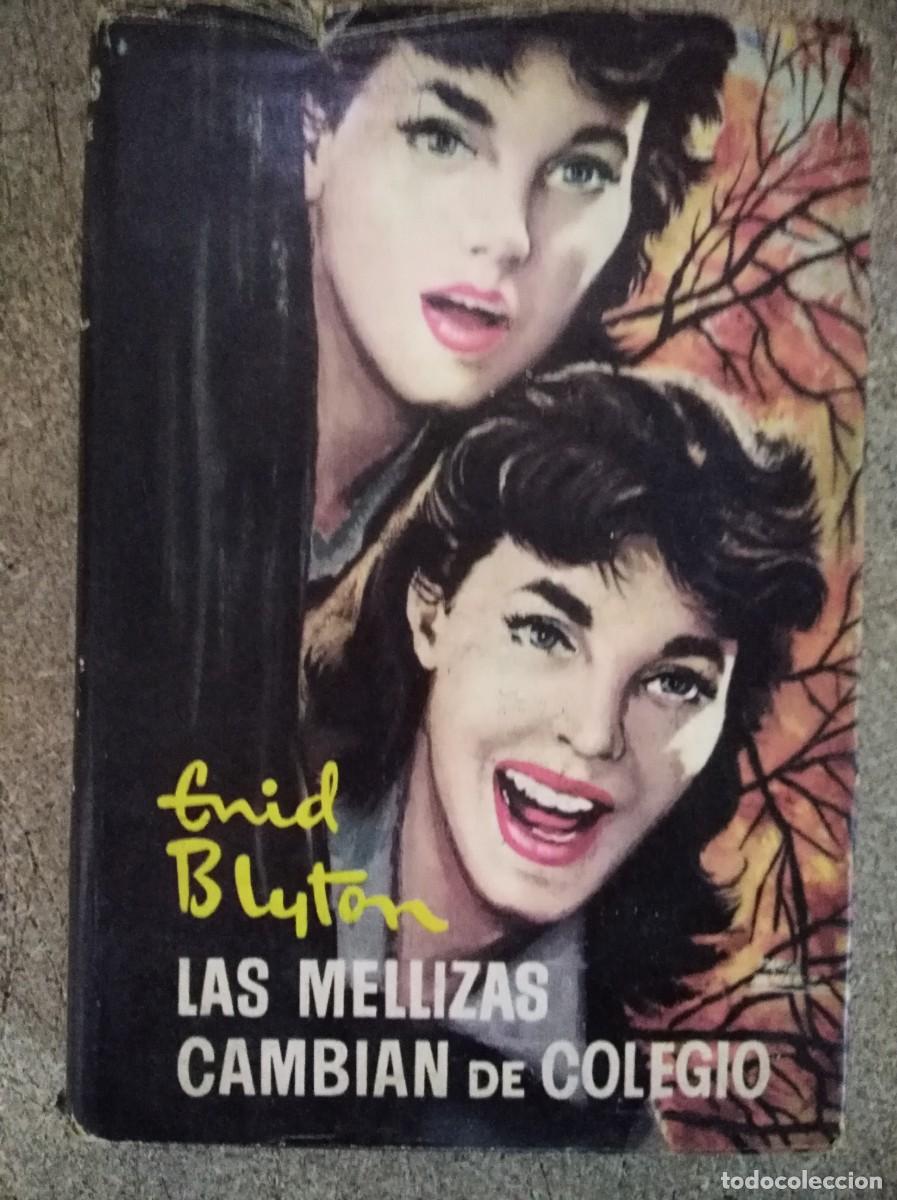 Enid
Blyton
LAS MELLIZAS
CAMBIAN DE COLEGIO
todocoleccion